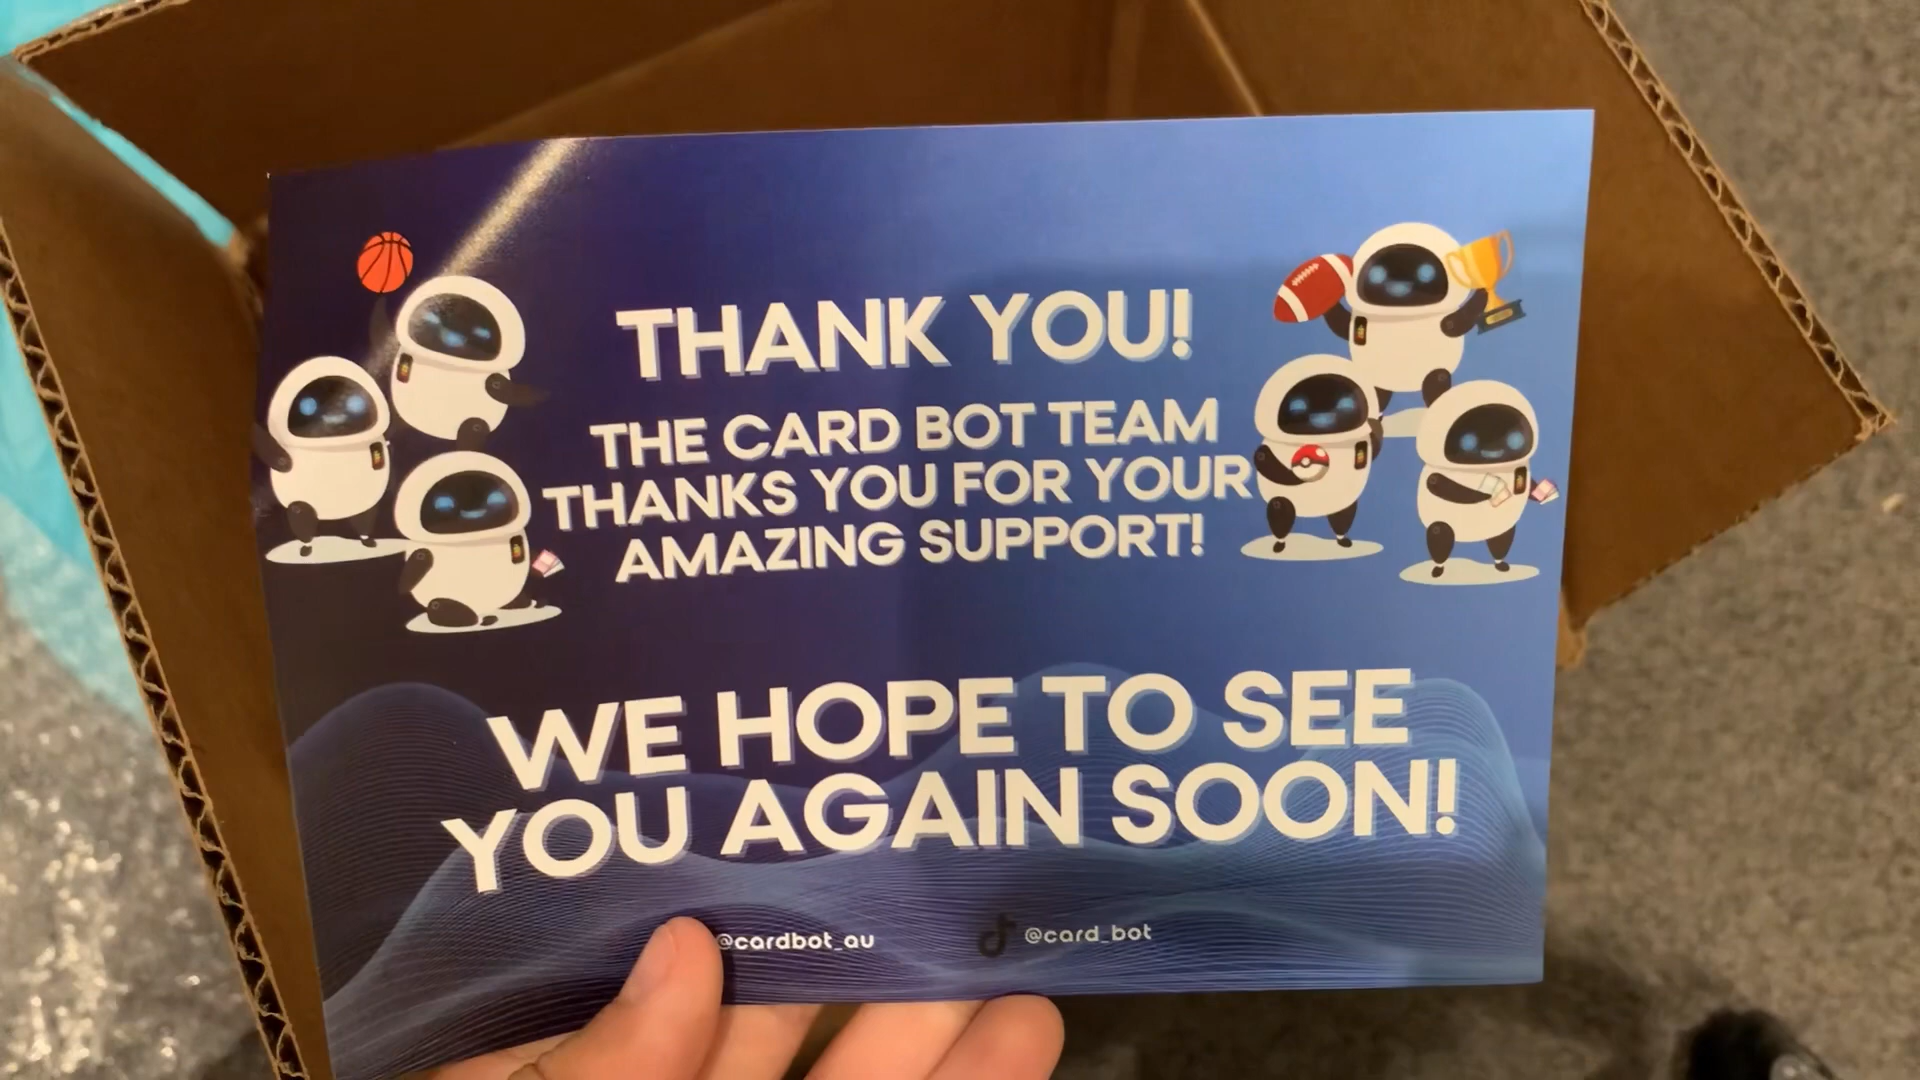 THANK YOU!
THE CARD BOT TEAM
THANKS YOU FOR YOUR
AMAZING SUPPORT!
WE HOPE TO SEE
YOU AGAIN SOON!
@cardbot_au
@card_bot